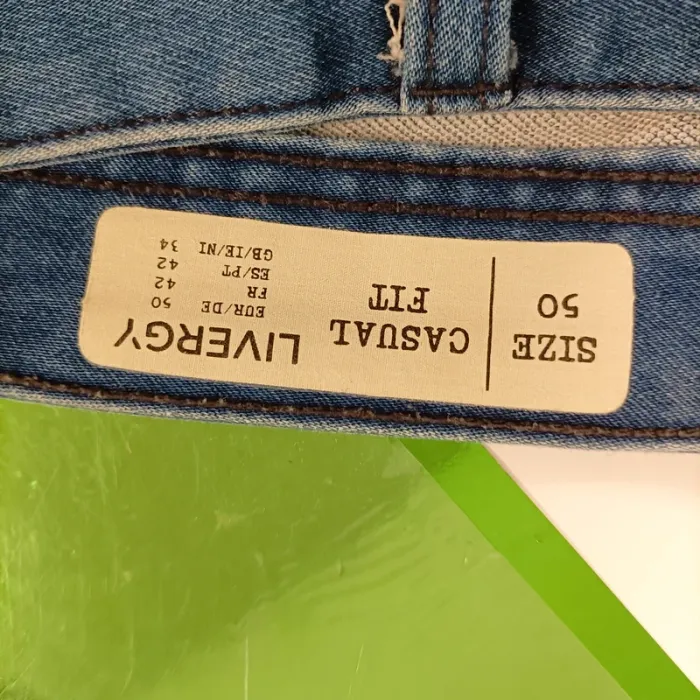 SIZE
50
CASUAL
FIT
LIVERGY
EUR/DE 50
FR 42
ES/PT 42
GB/IE/NI 34